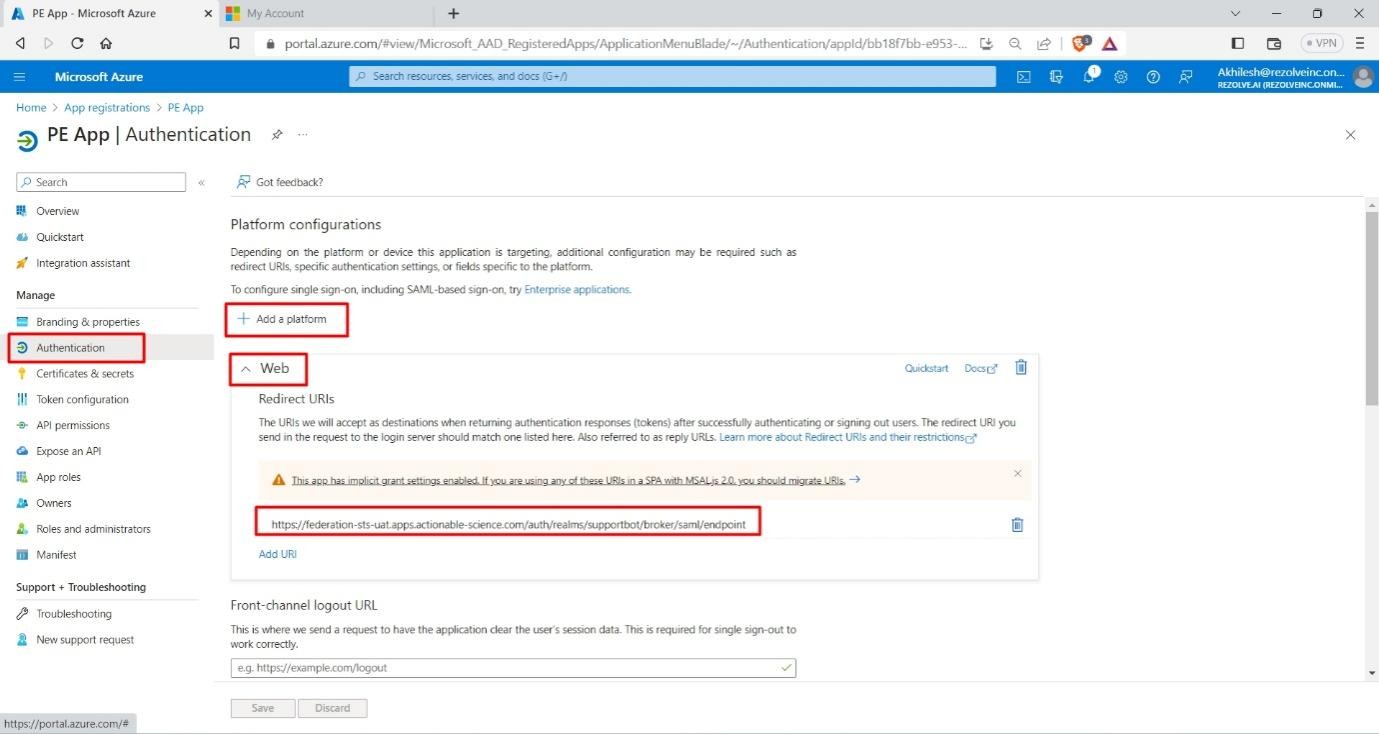 PE App - Microsoft Azure
My Account
portal.azure.com/#view/Microsoft_AAD_RegisteredApps/ApplicationMenuBlade/~/Authentication/appId/bb18f7bb-e953-...
3
VPN
Microsoft Azure
Search resources, services, and docs (G+/)
1
Akhilesh@rezolveinc.on...
REZOLVE.AI (REZOLVEINC.ONMI...
Home > App registrations > PE App
PE App | Authentication
...
Search
«
Got feedback?
Overview
Quickstart
Integration assistant
Manage
Branding & properties
Authentication
Certificates & secrets
Token configuration
API permissions
Expose an API
App roles
Owners
Roles and administrators
Manifest
Support + Troubleshooting
Troubleshooting
New support request
Platform configurations
Depending on the platform or device this application is targeting, additional configuration may be required such as
redirect URIs, specific authentication settings, or fields specific to the platform.
To configure single sign-on, including SAML-based sign-on, try Enterprise applications.
+ Add a platform
Web
Quickstart
Docs
Redirect URIs
The URIs we will accept as destinations when returning authentication responses (tokens) after successfully authenticating or signing out users. The redirect URI you
send in the request to the login server should match one listed here. Also referred to as reply URLs. Learn more about Redirect URIs and their restrictions
This app has implicit grant settings enabled. If you are using any of these URIs in a SPA with MSAL.js 2.0, you should migrate URIs. →
https://federation-sts-uat.apps.actionable-science.com/auth/realms/supportbot/broker/saml/endpoint
Add URI
Front-channel logout URL
This is where we send a request to have the application clear the user's session data. This is required for single sign-out to
work correctly.
e.g. https://example.com/logout
Save
Discard
https://portal.azure.com/#